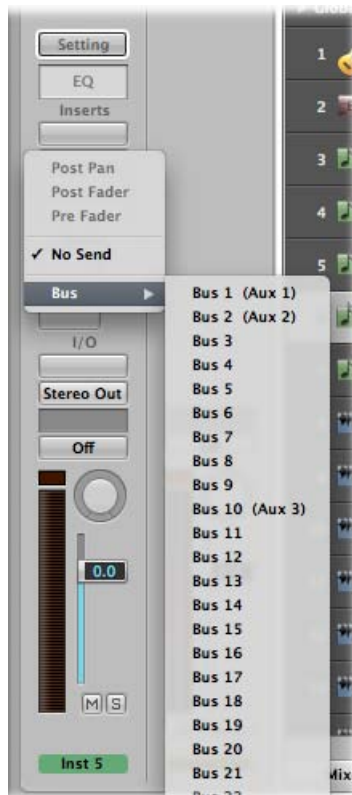 Setting
EQ
Inserts
Post Pan
Post Fader
Pre Fader
✓ No Send
Bus
I/O
Stereo Out
Off
0.0
M S
Inst 5
Bus 1 (Aux 1)
Bus 2 (Aux 2)
Bus 3
Bus 4
Bus 5
Bus 6
Bus 7
Bus 8
Bus 9
Bus 10 (Aux 3)
Bus 11
Bus 12
Bus 13
Bus 14
Bus 15
Bus 16
Bus 17
Bus 18
Bus 19
Bus 20
Bus 21
1
2
3
4
5
Mix